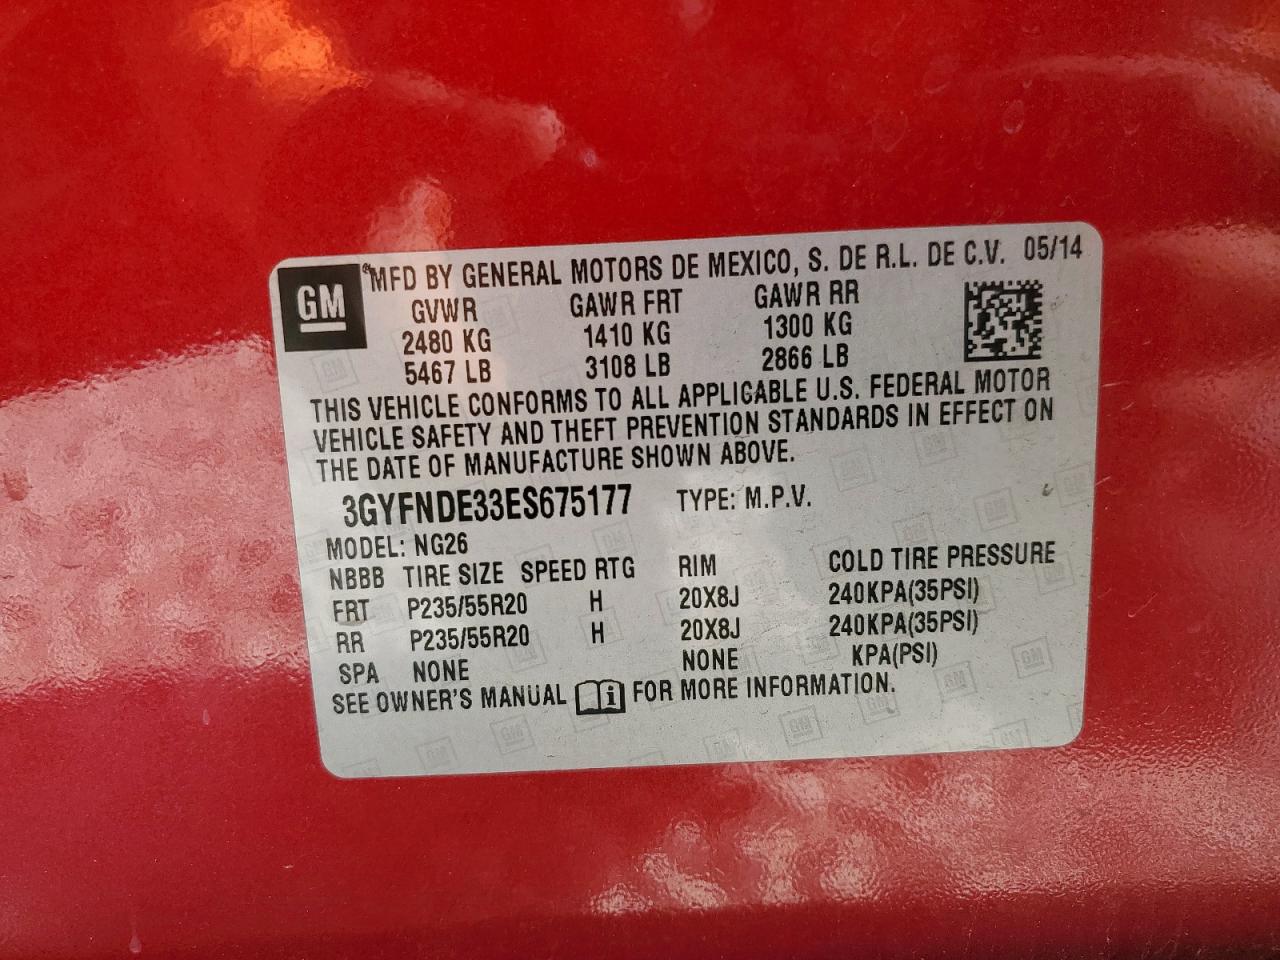 GM
MFD BY GENERAL MOTORS DE MEXICO, S. DE R.L. DE C.V. 05/14
GVWR GAWR FRT GAWR RR
2480 KG 1410 KG 1300 KG
5467 LB 3108 LB 2866 LB
THIS VEHICLE CONFORMS TO ALL APPLICABLE U.S. FEDERAL MOTOR
VEHICLE SAFETY AND THEFT PREVENTION STANDARDS IN EFFECT ON
THE DATE OF MANUFACTURE SHOWN ABOVE.
3GYFNDE33ES675177 TYPE: M.P.V.
MODEL: NG26
NBBB TIRE SIZE SPEED RTG RIM COLD TIRE PRESSURE
FRT P235/55R20 H 20X8J 240KPA(35PSI)
RR P235/55R20 H 20X8J 240KPA(35PSI)
SPA NONE NONE KPA(PSI)
SEE OWNER'S MANUAL i FOR MORE INFORMATION.